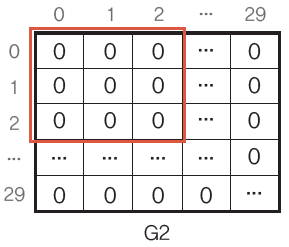 0 1 2 ... 29
0 0 0 0 ... 0
1 0 0 0 ... 0
2 0 0 0 ... 0
... ... ... ... ... 0
29 0 0 0 0 ...
G2